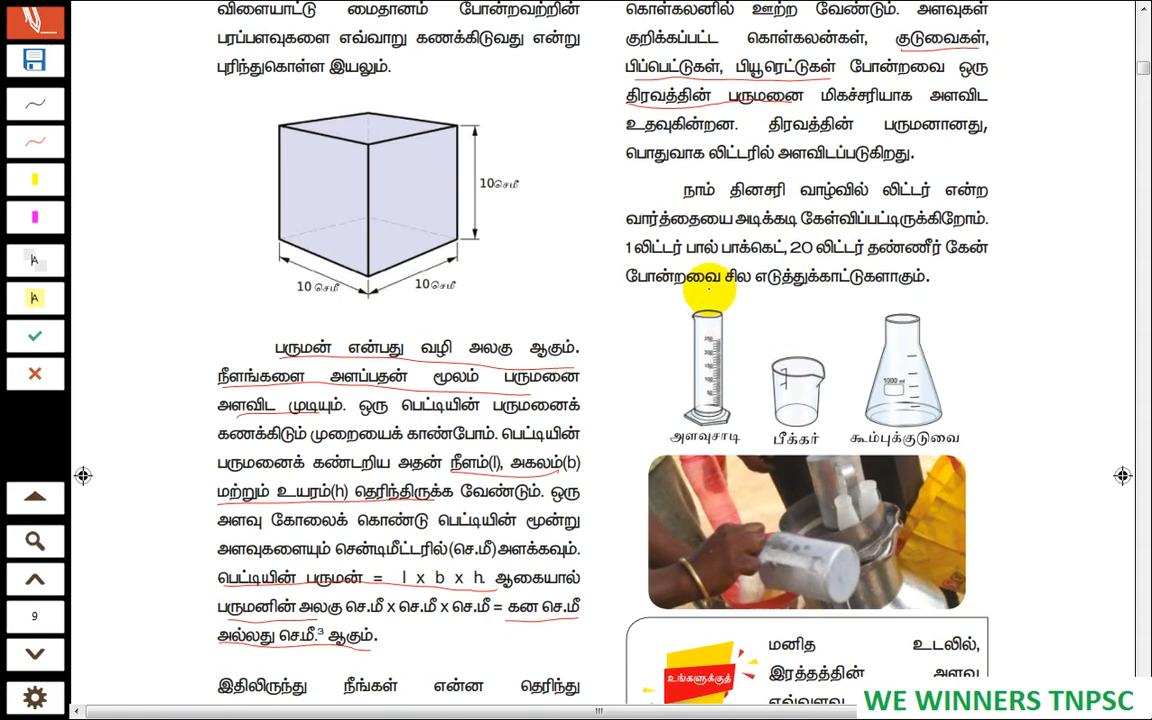 விளையாட்டு மைதானம் போன்றவற்றின்
பரப்பளவுகளை எவ்வாறு கணக்கிடுவது என்று
புரிந்துகொள்ள இயலும்.
10செமீ
10 செமீ
10செமீ
பருமன் என்பது வழி அலகு ஆகும்.
நீளங்களை அளப்பதன் மூலம் பருமனை
அளவிட முடியும். ஒரு பெட்டியின் பருமனைக்
கணக்கிடும் முறையைக் காண்போம். பெட்டியின்
பருமனைக் கண்டறிய அதன் நீளம்(l), அகலம்(b)
மற்றும் உயரம்(h) தெரிந்திருக்க வேண்டும். ஒரு
அளவு கோலைக் கொண்டு பெட்டியின் மூன்று
அளவுகளையும் சென்டிமீட்டரில்(செ.மீ)அளக்கவும்.
பெட்டியின் பருமன் = l x b x h. ஆகையால்
பருமனின் அலகு செ.மீ x செ.மீ x செ.மீ = கன செ.மீ
அல்லது செ.மீ.³ ஆகும்.
இதிலிருந்து நீங்கள் என்ன தெரிந்து
கொள்கலனில் ஊற்ற வேண்டும். அளவுகள்
குறிக்கப்பட்ட கொள்கலன்கள், குடுவைகள்,
பிப்பெட்டுகள், பியூரெட்டுகள் போன்றவை ஒரு
திரவத்தின் பருமனை மிகச்சரியாக அளவிட
உதவுகின்றன. திரவத்தின் பருமனானது,
பொதுவாக லிட்டரில் அளவிடப்படுகிறது.
நாம் தினசரி வாழ்வில் லிட்டர் என்ற
வார்த்தையை அடிக்கடி கேள்விப்பட்டிருக்கிறோம்.
1 லிட்டர் பால் பாக்கெட், 20 லிட்டர் தண்ணீர் கேன்
போன்றவை சில எடுத்துக்காட்டுகளாகும்.
1000 ml
அளவுசாடி
பீக்கர்
கூம்புக்குடுவை
மனித உடலில்,
இரத்தத்தின் அளவு
எவ்வளவு
உங்களுக்குத்
9
WE WINNERS TNPSC